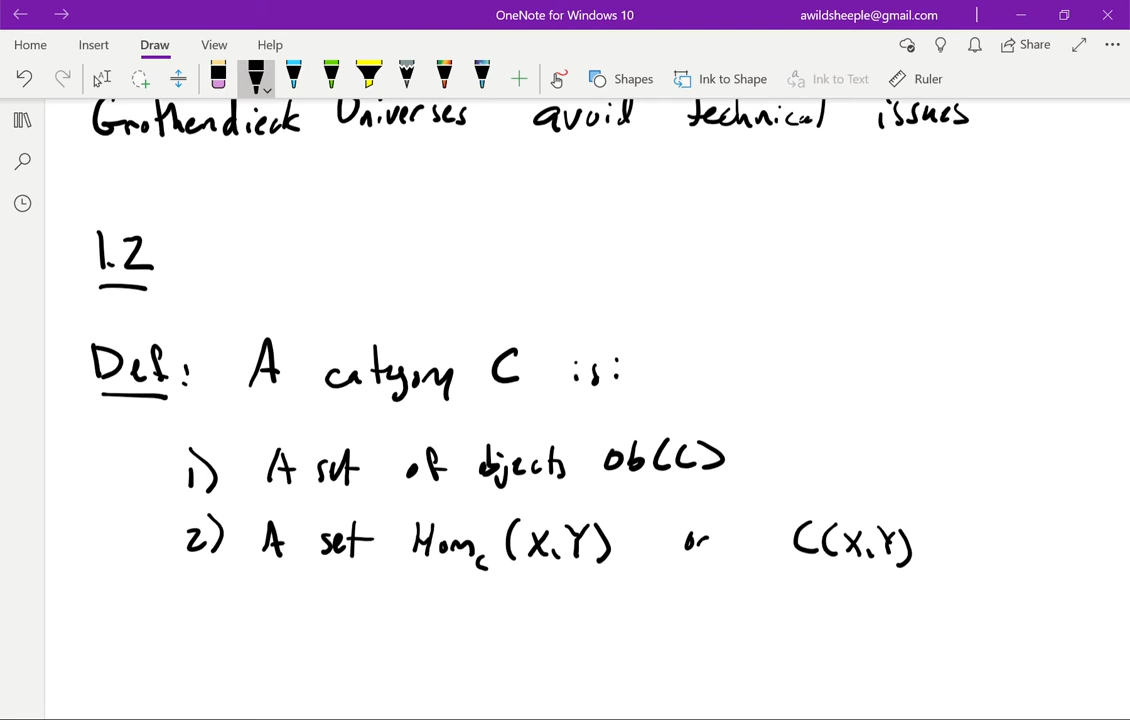 OneNote for Windows 10
awildsheeple@gmail.com
Home Insert Draw View Help
Share
Shapes Ink to Shape Ink to Text Ruler
Grothendieck Universes avoid technical issues
1.2
Def: A category C is:
1) A set of objects Ob(C)
2) A set Hom_C (X,Y) or C(X,Y)